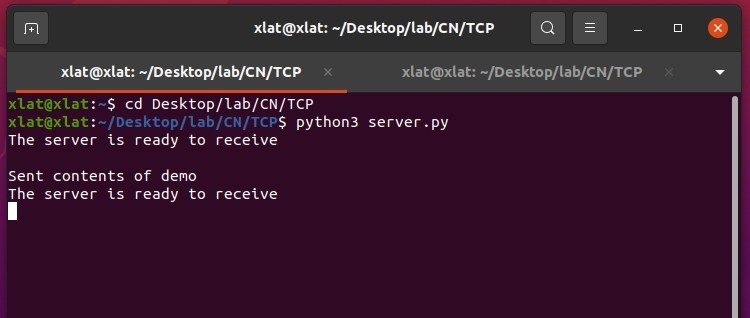 xlat@xlat: ~/Desktop/lab/CN/TCP
xlat@xlat: ~/Desktop/lab/CN/TCP
xlat@xlat: ~/Desktop/lab/CN/TCP
xlat@xlat:~$ cd Desktop/lab/CN/TCP
xlat@xlat:~/Desktop/lab/CN/TCP$ python3 server.py
The server is ready to receive
Sent contents of demo
The server is ready to receive